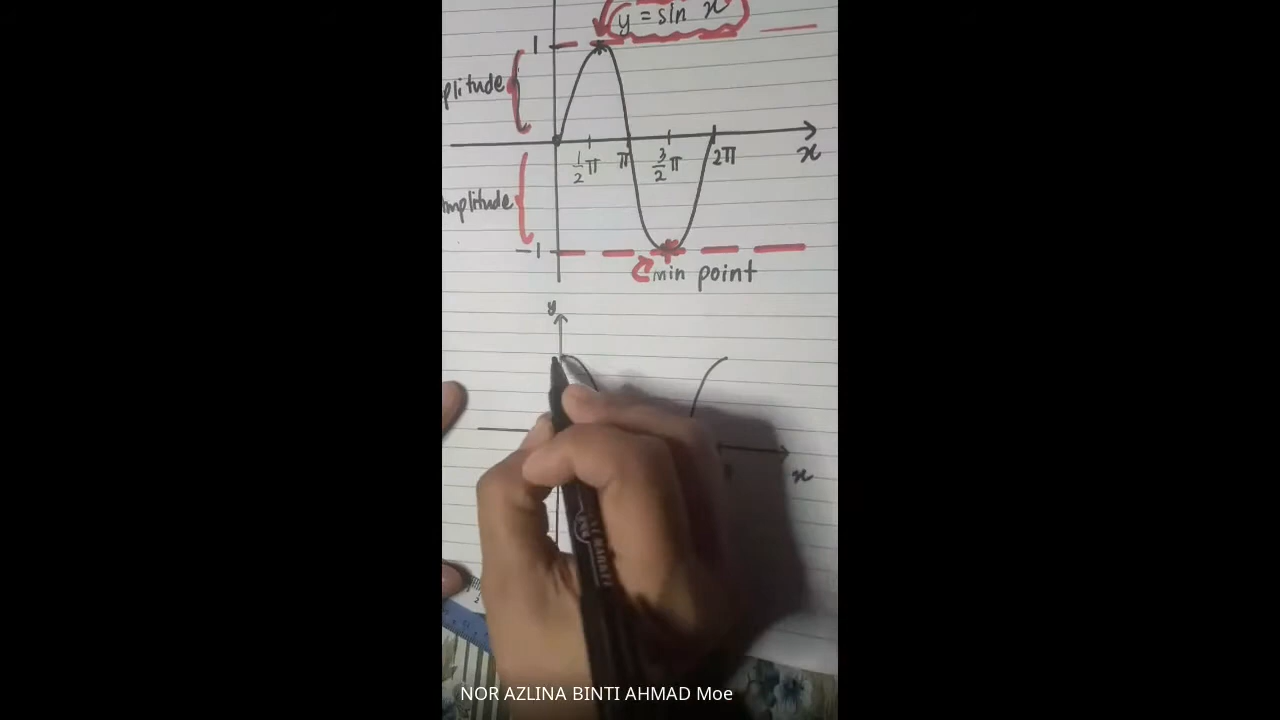 y = sin x
1
plitude
½π π 3/2π 2π x
mplitude
-1
min point
y
x
NOR AZLINA BINTI AHMAD Moe